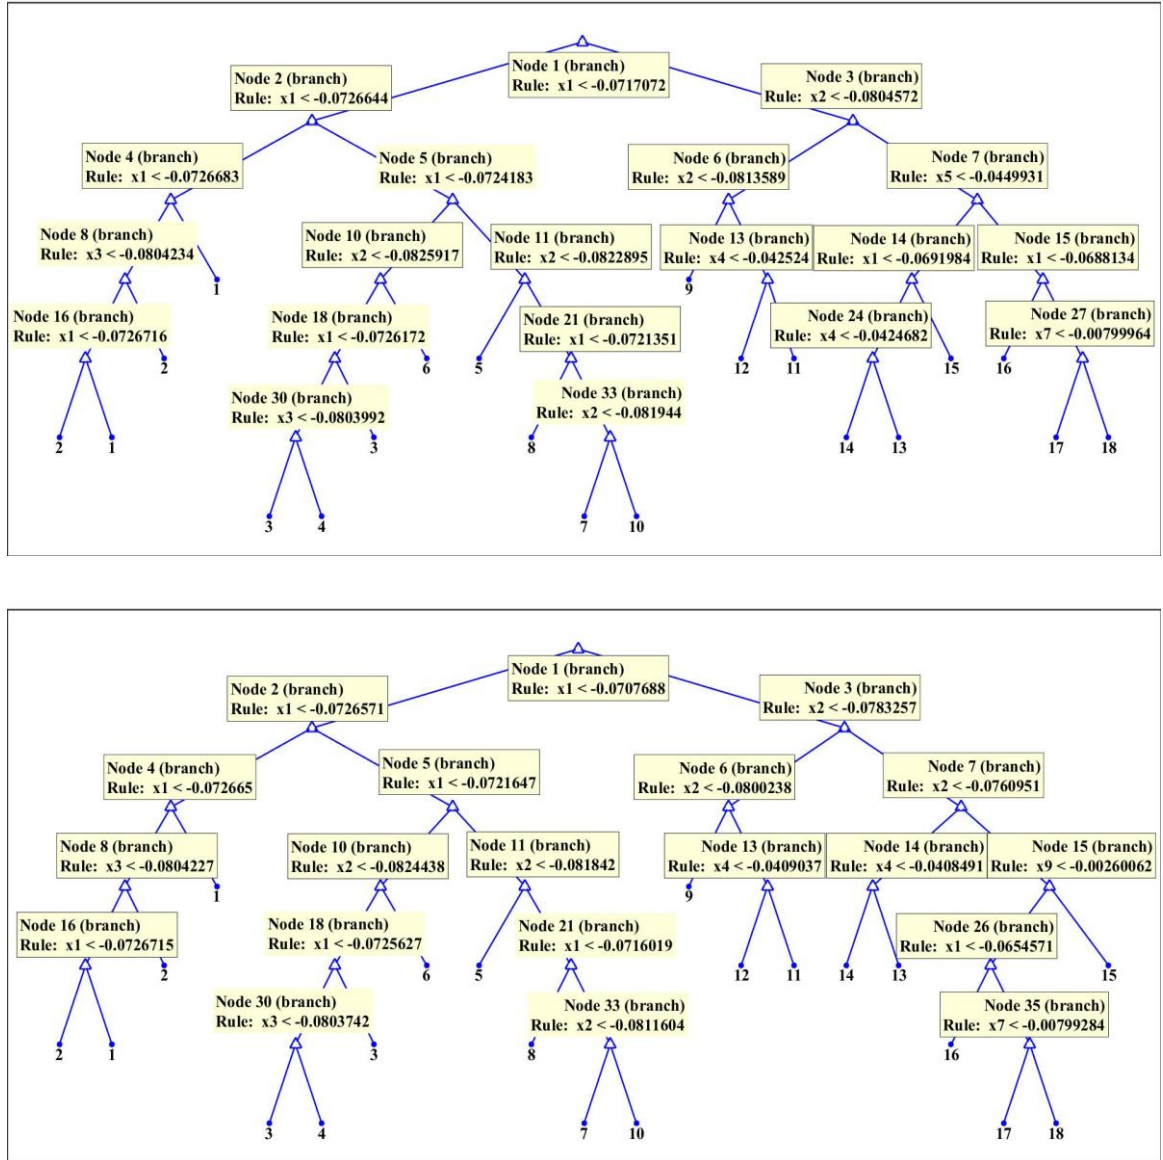 Node 1 (branch)
Rule: x1 < -0.0717072
Node 2 (branch)
Rule: x1 < -0.0726644
Node 3 (branch)
Rule: x2 < -0.0804572
Node 4 (branch)
Rule: x1 < -0.0726683
Node 5 (branch)
Rule: x1 < -0.0724183
Node 6 (branch)
Rule: x2 < -0.0813589
Node 7 (branch)
Rule: x5 < -0.0449931
Node 8 (branch)
Rule: x3 < -0.0804234
Node 10 (branch)
Rule: x2 < -0.0825917
Node 11 (branch)
Rule: x2 < -0.0822895
Node 13 (branch)
Rule: x4 < -0.042524
Node 14 (branch)
Rule: x1 < -0.0691984
Node 15 (branch)
Rule: x1 < -0.0688134
1
9
Node 16 (branch)
Rule: x1 < -0.0726716
Node 18 (branch)
Rule: x1 < -0.0726172
Node 21 (branch)
Rule: x1 < -0.0721351
Node 24 (branch)
Rule: x4 < -0.0424682
Node 27 (branch)
Rule: x7 < -0.00799964
2
6
5
12
11
15
16
Node 30 (branch)
Rule: x3 < -0.0803992
Node 33 (branch)
Rule: x2 < -0.081944
2
1
3
8
14
13
17
18
3
4
7
10
Node 1 (branch)
Rule: x1 < -0.0707688
Node 2 (branch)
Rule: x1 < -0.0726571
Node 3 (branch)
Rule: x2 < -0.0783257
Node 4 (branch)
Rule: x1 < -0.072665
Node 5 (branch)
Rule: x1 < -0.0721647
Node 6 (branch)
Rule: x2 < -0.0800238
Node 7 (branch)
Rule: x2 < -0.0760951
Node 8 (branch)
Rule: x3 < -0.0804227
Node 10 (branch)
Rule: x2 < -0.0824438
Node 11 (branch)
Rule: x2 < -0.081842
Node 13 (branch)
Rule: x4 < -0.0409037
Node 14 (branch)
Rule: x4 < -0.0408491
Node 15 (branch)
Rule: x9 < -0.00260062
1
9
Node 16 (branch)
Rule: x1 < -0.0726715
Node 18 (branch)
Rule: x1 < -0.0725627
Node 21 (branch)
Rule: x1 < -0.0716019
Node 26 (branch)
Rule: x1 < -0.0654571
2
6
5
12
11
14
13
15
Node 30 (branch)
Rule: x3 < -0.0803742
Node 33 (branch)
Rule: x2 < -0.0811604
Node 35 (branch)
Rule: x7 < -0.00799284
2
1
3
8
16
3
4
7
10
17
18